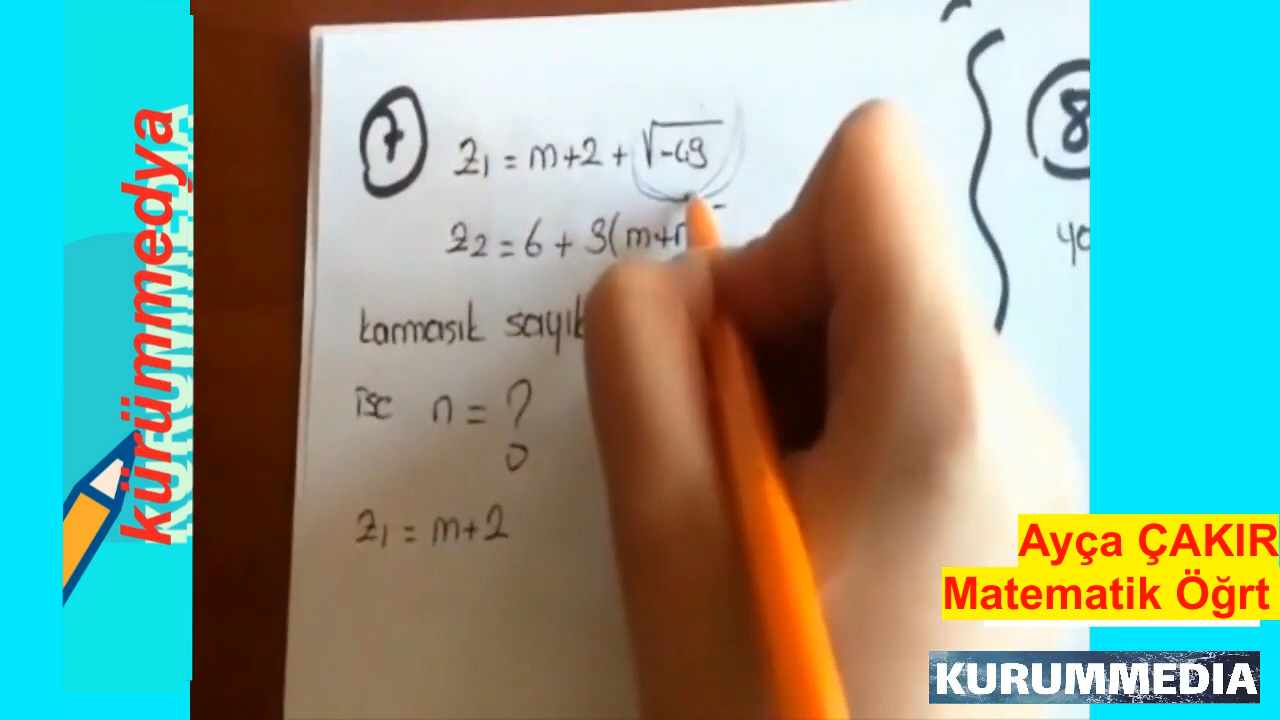 kürümmedya
7
z1 = m+2 + √-49
z2 = 6 + 3(m+
karmaşık sayıl
ise n = ?
z1 = m+2
8
40
Ayça ÇAKIR
Matematik Öğrt
KURUMMEDIA